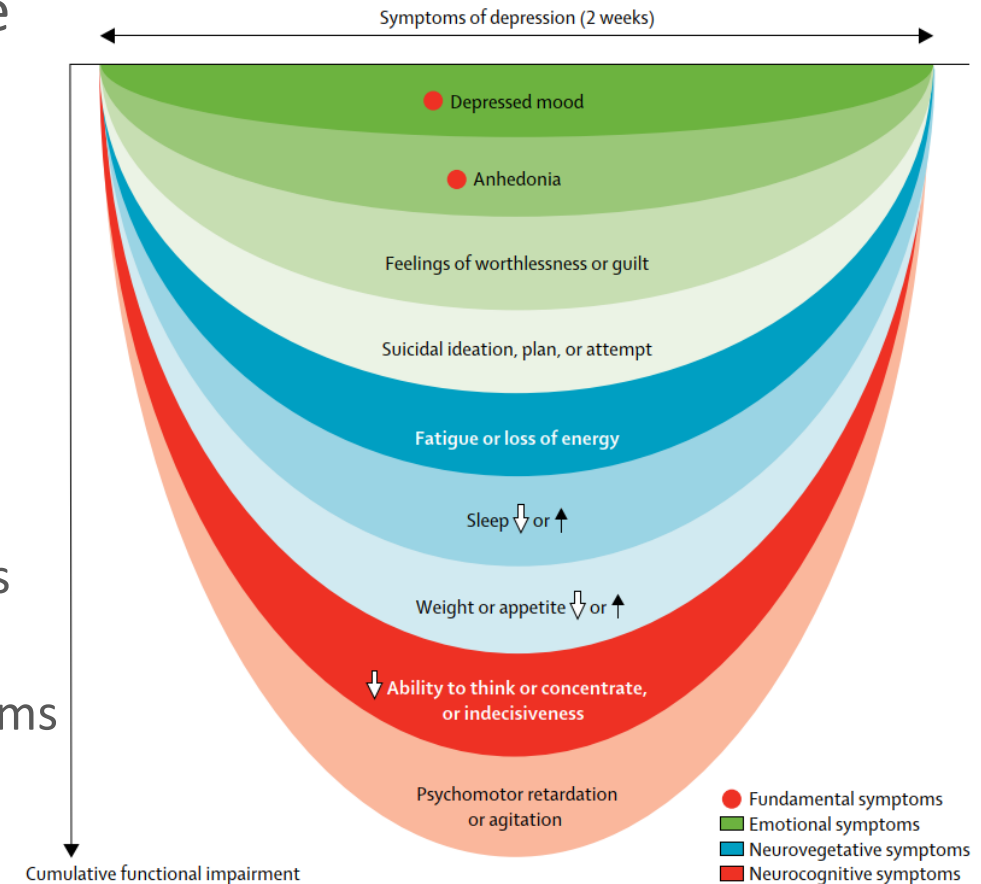 e
Symptoms of depression (2 weeks)
Depressed mood
Anhedonia
Feelings of worthlessness or guilt
Suicidal ideation, plan, or attempt
Fatigue or loss of energy
Sleep ⇩ or ↑
s
Weight or appetite ⇩ or ↑
⇩ Ability to think or concentrate,
or indecisiveness
ms
Psychomotor retardation
or agitation
Fundamental symptoms
Emotional symptoms
Neurovegetative symptoms
Neurocognitive symptoms
Cumulative functional impairment